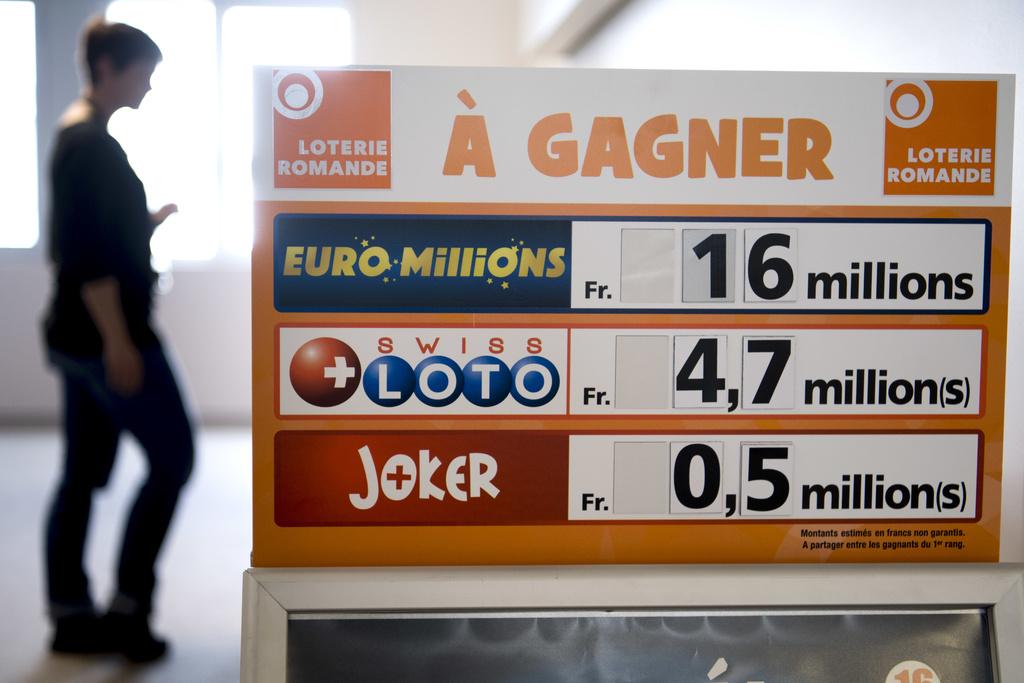 LOTERIE
ROMANDE
À GAGNER
LOTERIE
ROMANDE
EURO MILLIONS Fr. 16 millions
SWISS
LOTO Fr. 4,7 million(s)
JOKER Fr. 0,5 million(s)
Montants estimés en francs non garantis.
A partager entre les gagnants du 1er rang.
16